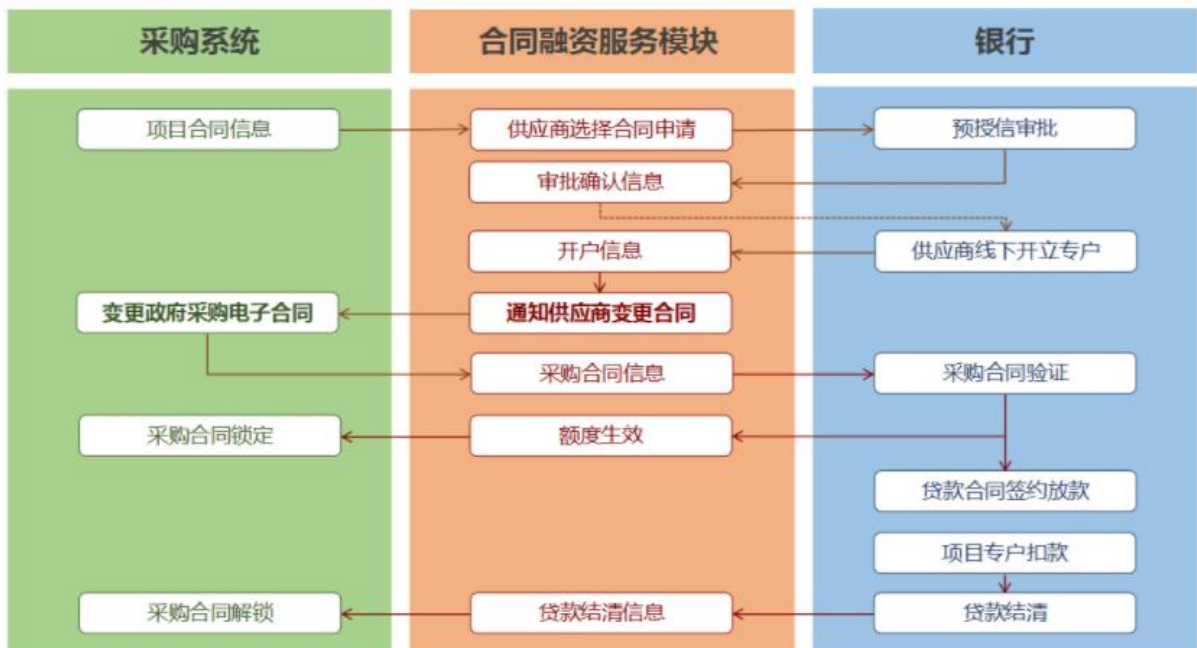 采购系统
合同融资服务模块
银行
项目合同信息
供应商选择合同申请
预授信审批
审批确认信息
开户信息
供应商线下开立专户
变更政府采购电子合同
通知供应商变更合同
采购合同信息
采购合同验证
采购合同锁定
额度生效
贷款合同签约放款
项目专户扣款
采购合同解锁
贷款结清信息
贷款结清